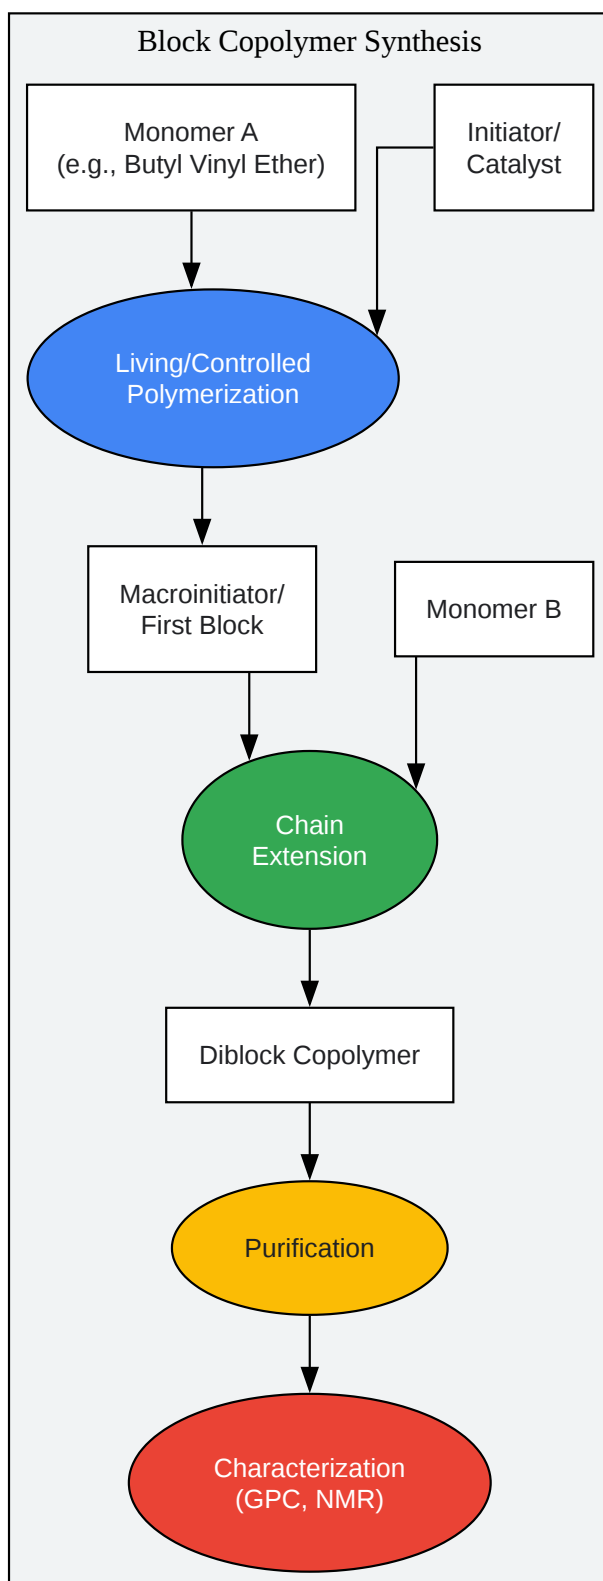 Block Copolymer Synthesis
Monomer A
(e.g., Butyl Vinyl Ether)
Initiator/
Catalyst
Living/Controlled
Polymerization
Macroinitiator/
First Block
Monomer B
Chain
Extension
Diblock Copolymer
Purification
Characterization
(GPC, NMR)